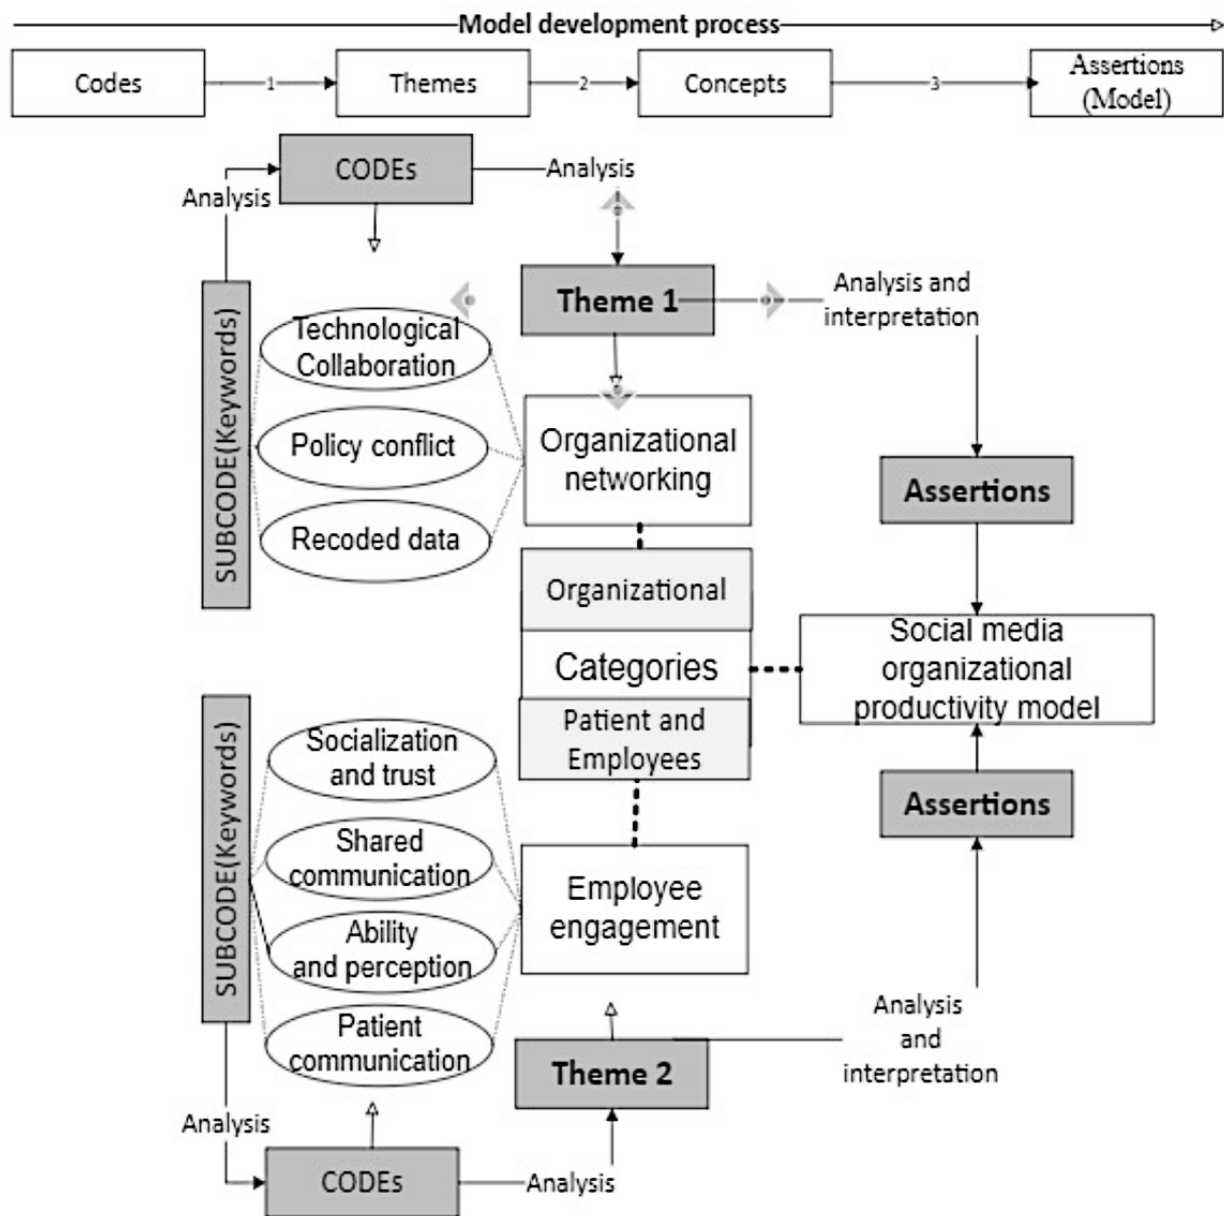 Model development process
Codes
1
Themes
2
Concepts
3
Assertions
(Model)
CODEs
Analysis
Analysis
SUBCODE(Keywords)
Theme 1
Analysis and
interpretation
Technological
Collaboration
Policy conflict
Recoded data
Organizational
networking
Assertions
Organizational
Categories
Patient and
Employees
Social media
organizational
productivity model
SUBCODE(Keywords)
Socialization
and trust
Shared
communication
Ability
and perception
Patient
communication
Employee
engagement
Assertions
Analysis
and
interpretation
Theme 2
Analysis
CODEs
Analysis